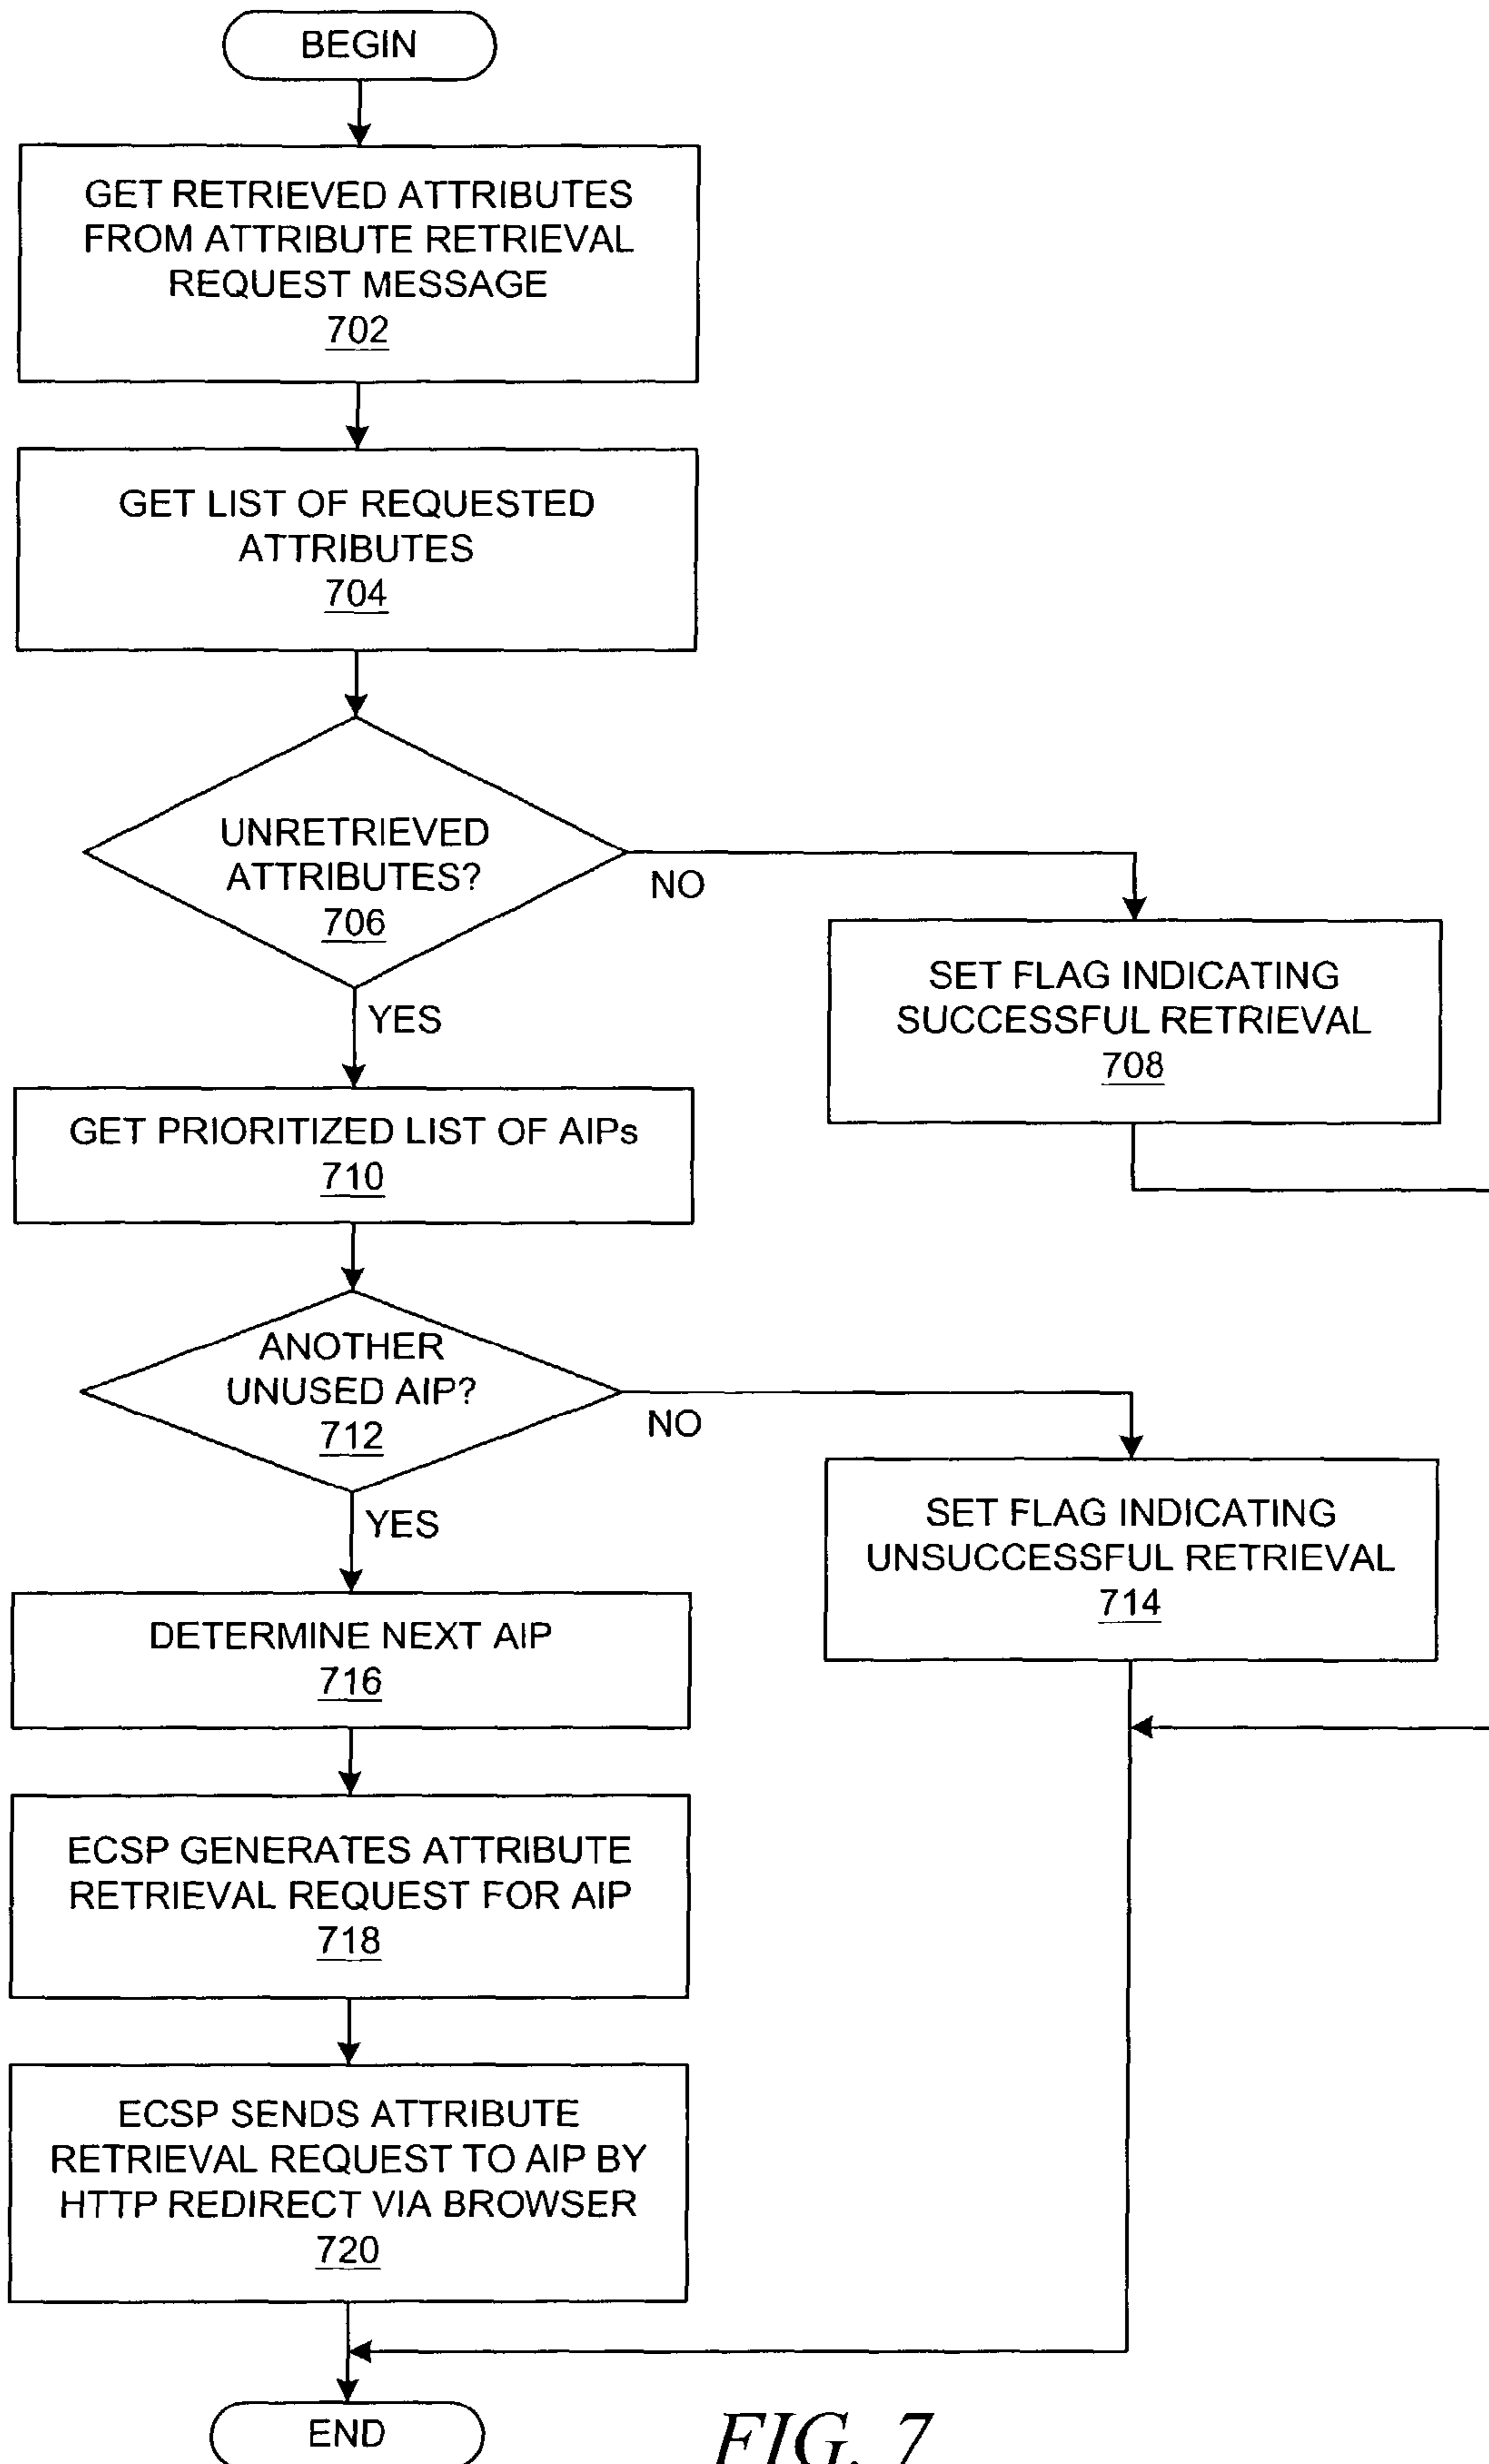 BEGIN
GET RETRIEVED ATTRIBUTES
FROM ATTRIBUTE RETRIEVAL
REQUEST MESSAGE
702
GET LIST OF REQUESTED
ATTRIBUTES
704
UNRETRIEVED
ATTRIBUTES?
706
NO
YES
SET FLAG INDICATING
SUCCESSFUL RETRIEVAL
708
GET PRIORITIZED LIST OF AIPs
710
ANOTHER
UNUSED AIP?
712
NO
YES
SET FLAG INDICATING
UNSUCCESSFUL RETRIEVAL
714
DETERMINE NEXT AIP
716
ECSP GENERATES ATTRIBUTE
RETRIEVAL REQUEST FOR AIP
718
ECSP SENDS ATTRIBUTE
RETRIEVAL REQUEST TO AIP BY
HTTP REDIRECT VIA BROWSER
720
END
FIG. 7